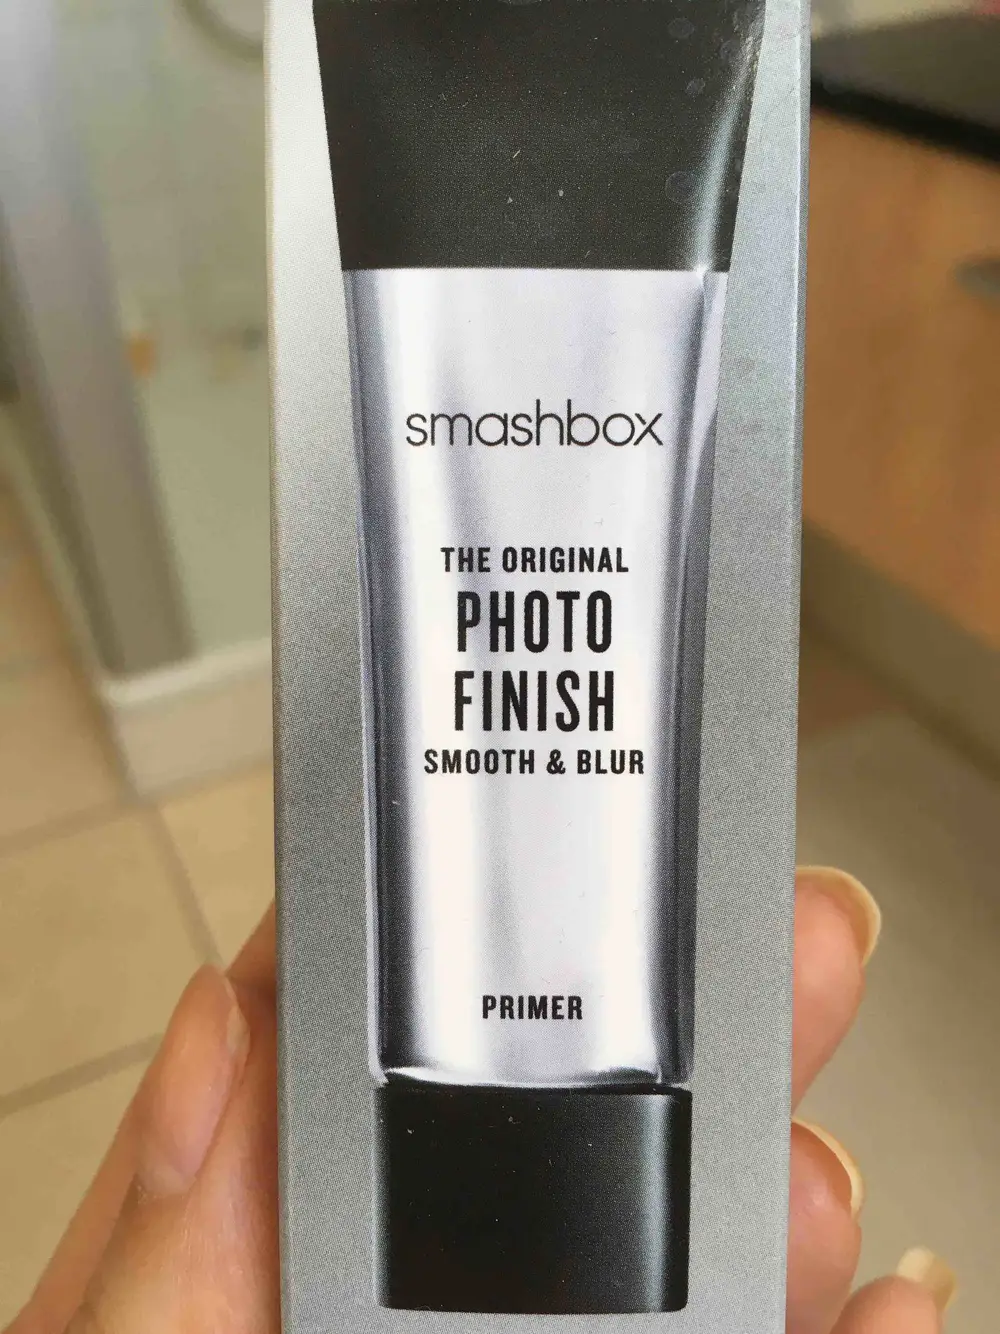 smashbox
THE ORIGINAL
PHOTO
FINISH
SMOOTH & BLUR
PRIMER